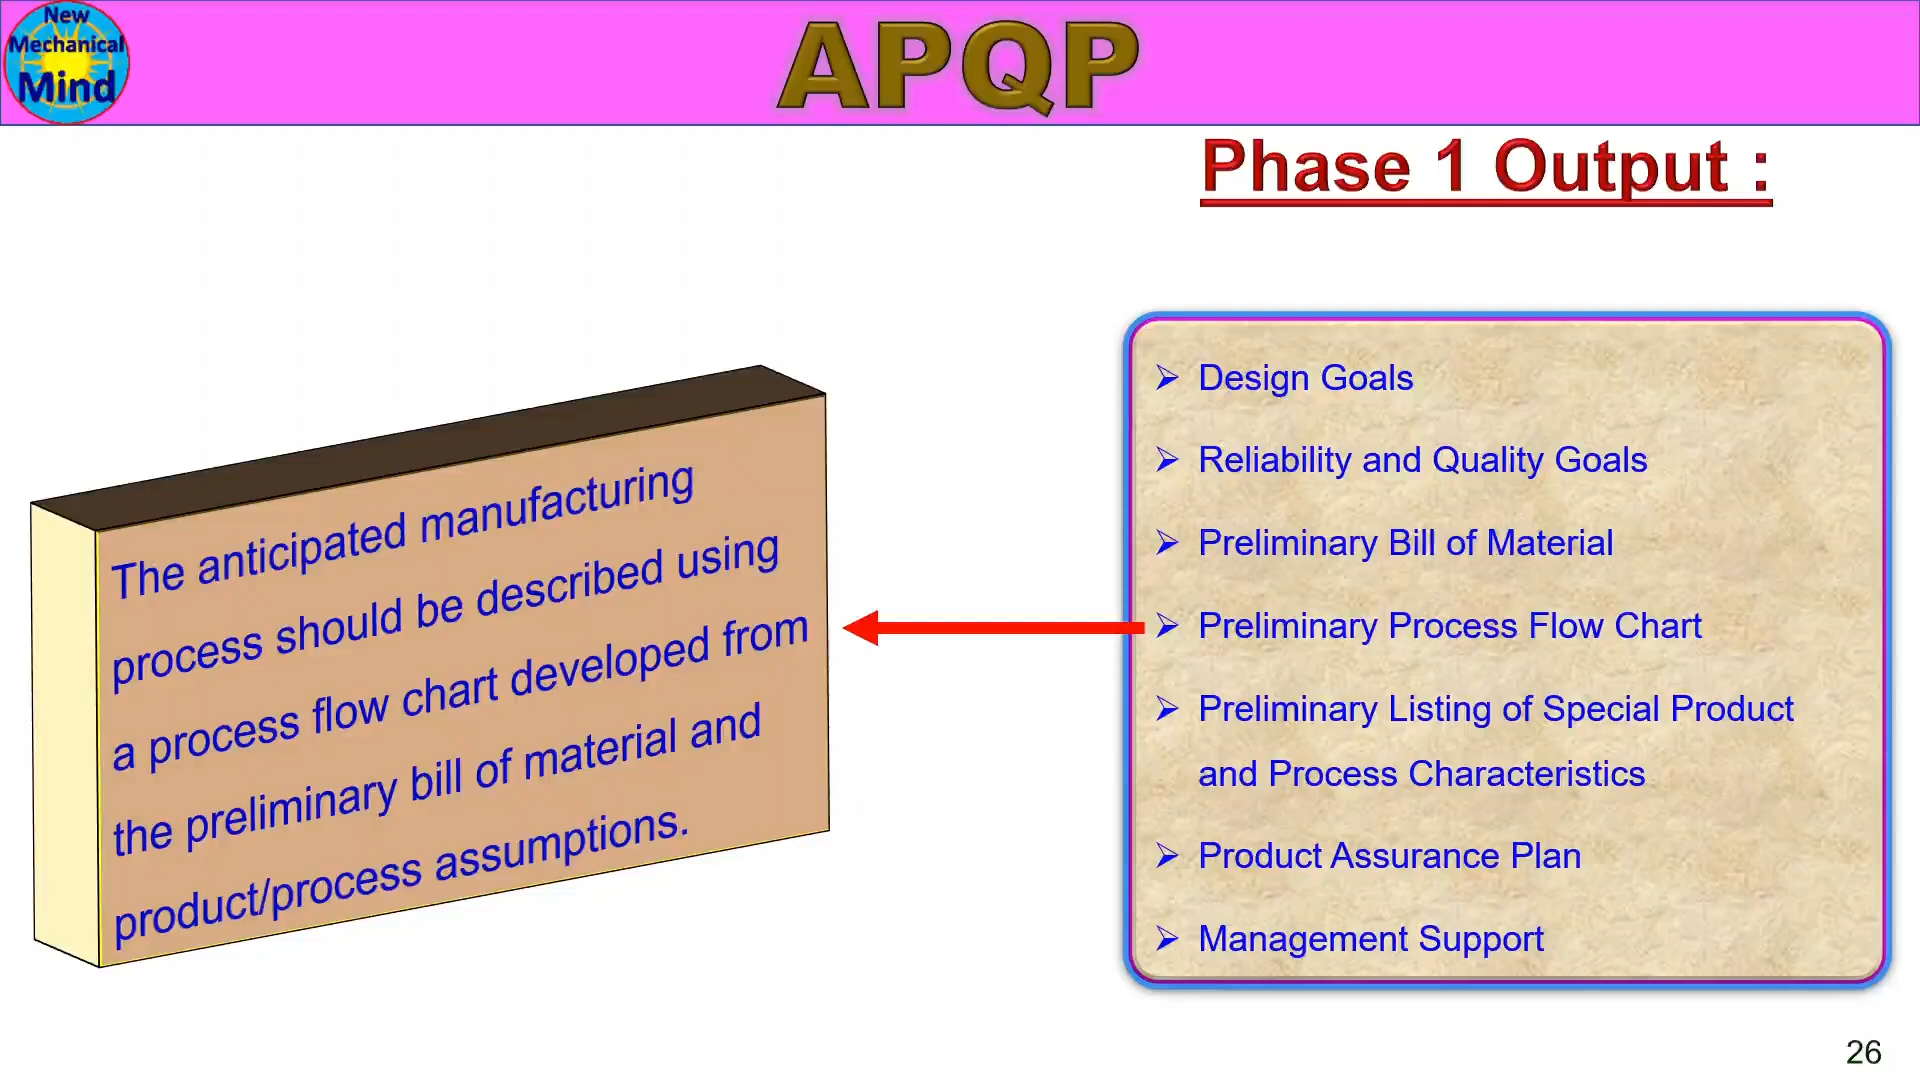 New
Mechanical
Mind
APQP
Phase 1 Output :
The anticipated manufacturing
process should be described using
a process flow chart developed from
the preliminary bill of material and
product/process assumptions.
➢ Design Goals
➢ Reliability and Quality Goals
➢ Preliminary Bill of Material
➢ Preliminary Process Flow Chart
➢ Preliminary Listing of Special Product
and Process Characteristics
➢ Product Assurance Plan
➢ Management Support
26